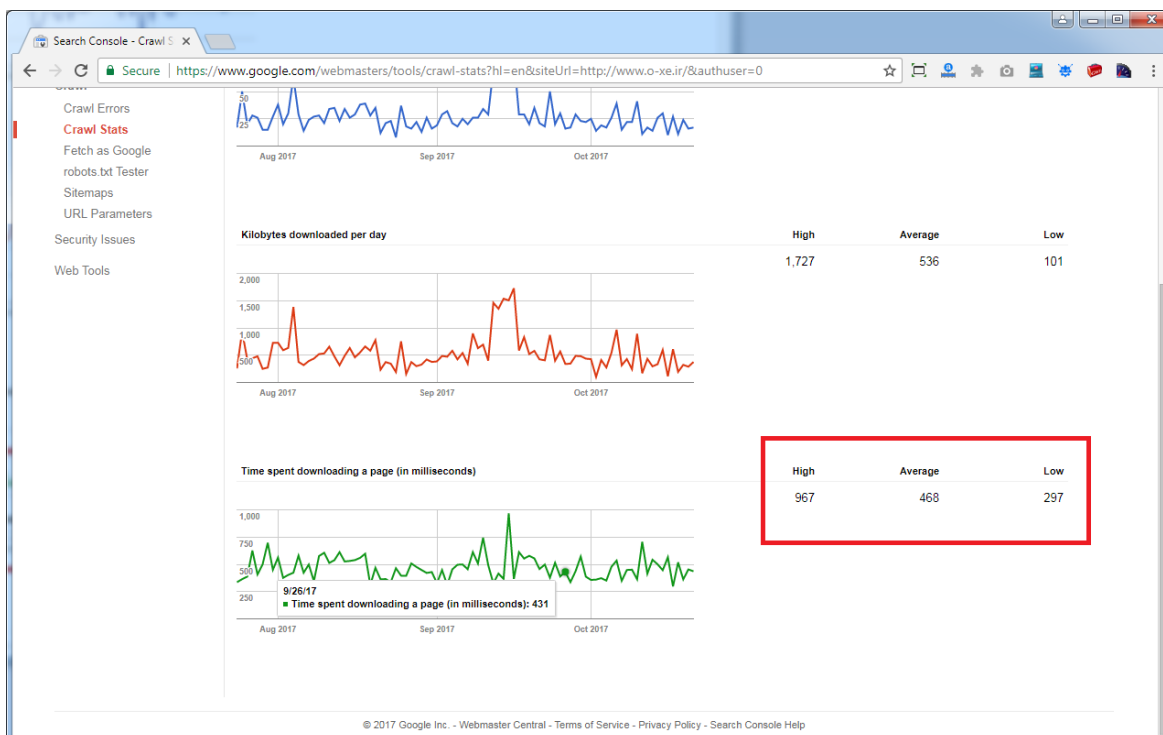 Search Console - Crawl S
Secure | https://www.google.com/webmasters/tools/crawl-stats?hl=en&siteUrl=http://www.o-xe.ir/&authuser=0
Crawl Errors
Crawl Stats
Fetch as Google
robots.txt Tester
Sitemaps
URL Parameters
Security Issues
Web Tools
50
25
Aug 2017 Sep 2017 Oct 2017
Kilobytes downloaded per day High Average Low
1,727 536 101
2,000
1,500
1,000
500
Aug 2017 Sep 2017 Oct 2017
Time spent downloading a page (in milliseconds) High Average Low
967 468 297
1,000
750
500
250
9/26/17
Time spent downloading a page (in milliseconds): 431
Aug 2017 Sep 2017 Oct 2017
© 2017 Google Inc. - Webmaster Central - Terms of Service - Privacy Policy - Search Console Help